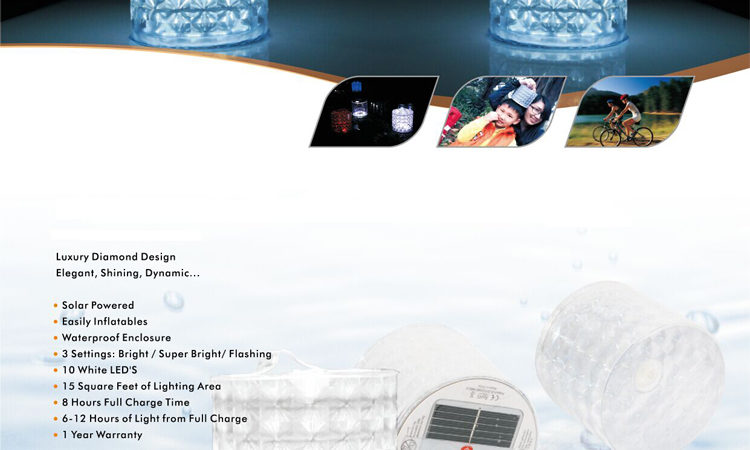 Luxury Diamond Design
Elegant, Shining, Dynamic...
• Solar Powered
• Easily Inflatables
• Waterproof Enclosure
• 3 Settings: Bright / Super Bright/ Flashing
• 10 White LED'S
• 15 Square Feet of Lighting Area
• 8 Hours Full Charge Time
• 6-12 Hours of Light from Full Charge
• 1 Year Warranty